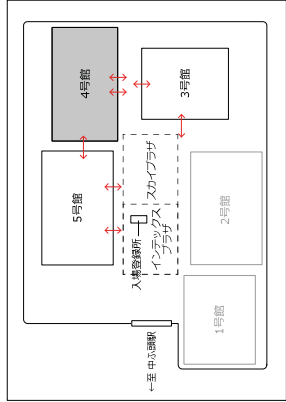 4号館
3号館
5号館
スカイプラザ
インテックス
プラザ
入場登録所
2号館
1号館
←至 中ふ頭駅